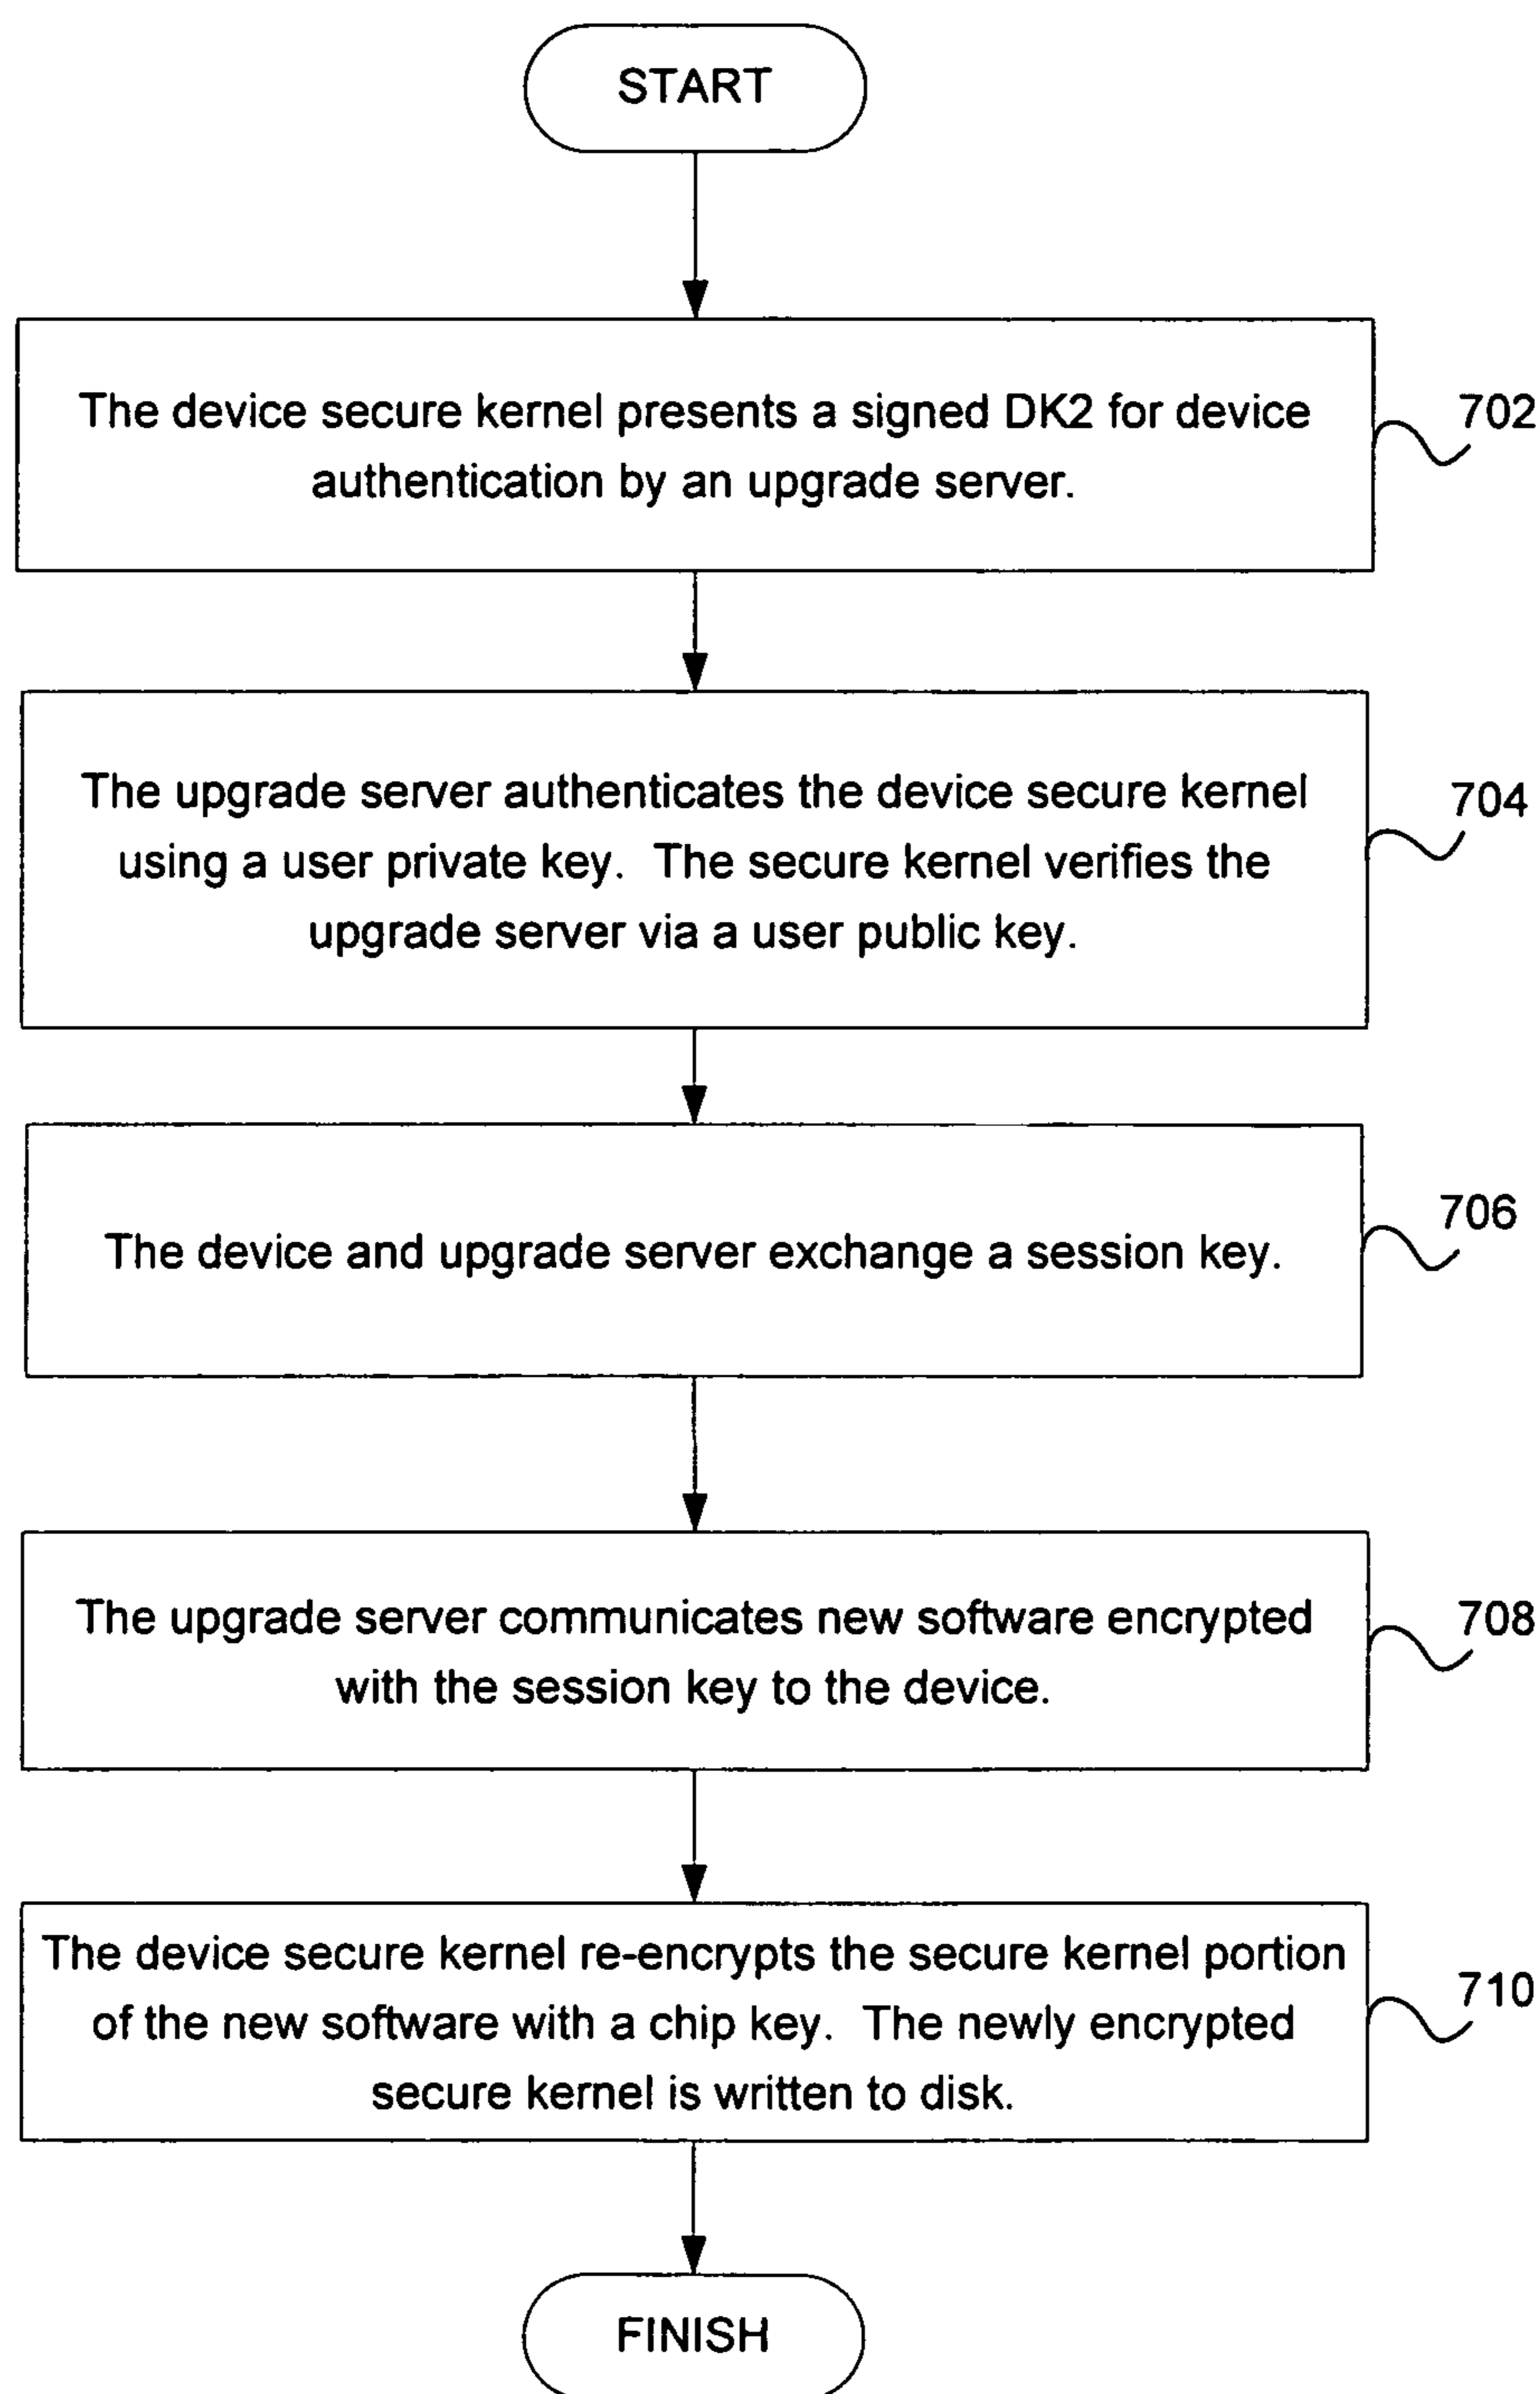 START
The device secure kernel presents a signed DK2 for device
authentication by an upgrade server.
702
The upgrade server authenticates the device secure kernel
using a user private key. The secure kernel verifies the
upgrade server via a user public key.
704
The device and upgrade server exchange a session key.
706
The upgrade server communicates new software encrypted
with the session key to the device.
708
The device secure kernel re-encrypts the secure kernel portion
of the new software with a chip key. The newly encrypted
secure kernel is written to disk.
710
FINISH